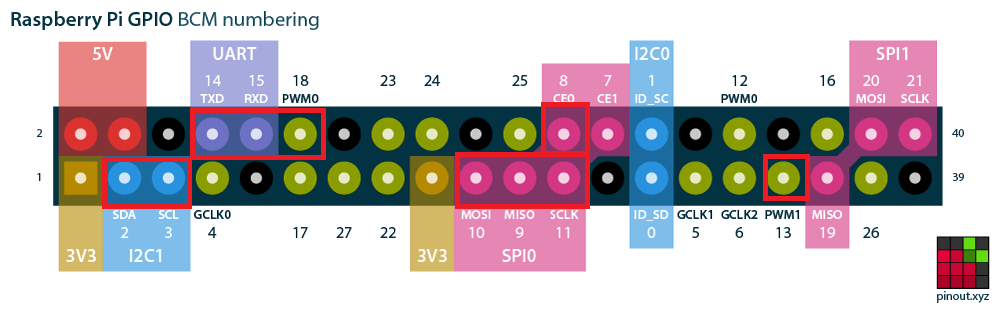 Raspberry Pi GPIO BCM numbering
5V UART I2C0 SPI1
14 15 18 23 24 25 8 7 1 12 16 20 21
TXD RXD PWM0 CE0 CE1 ID_SC PWM0 MOSI SCLK
2 40
1 39
SDA SCL GCLK0 MOSI MISO SCLK ID_SD GCLK1 GCLK2 PWM1 MISO
2 3 4 17 27 22 10 9 11 0 5 6 13 19 26
3V3 I2C1 3V3 SPI0
pinout.xyz